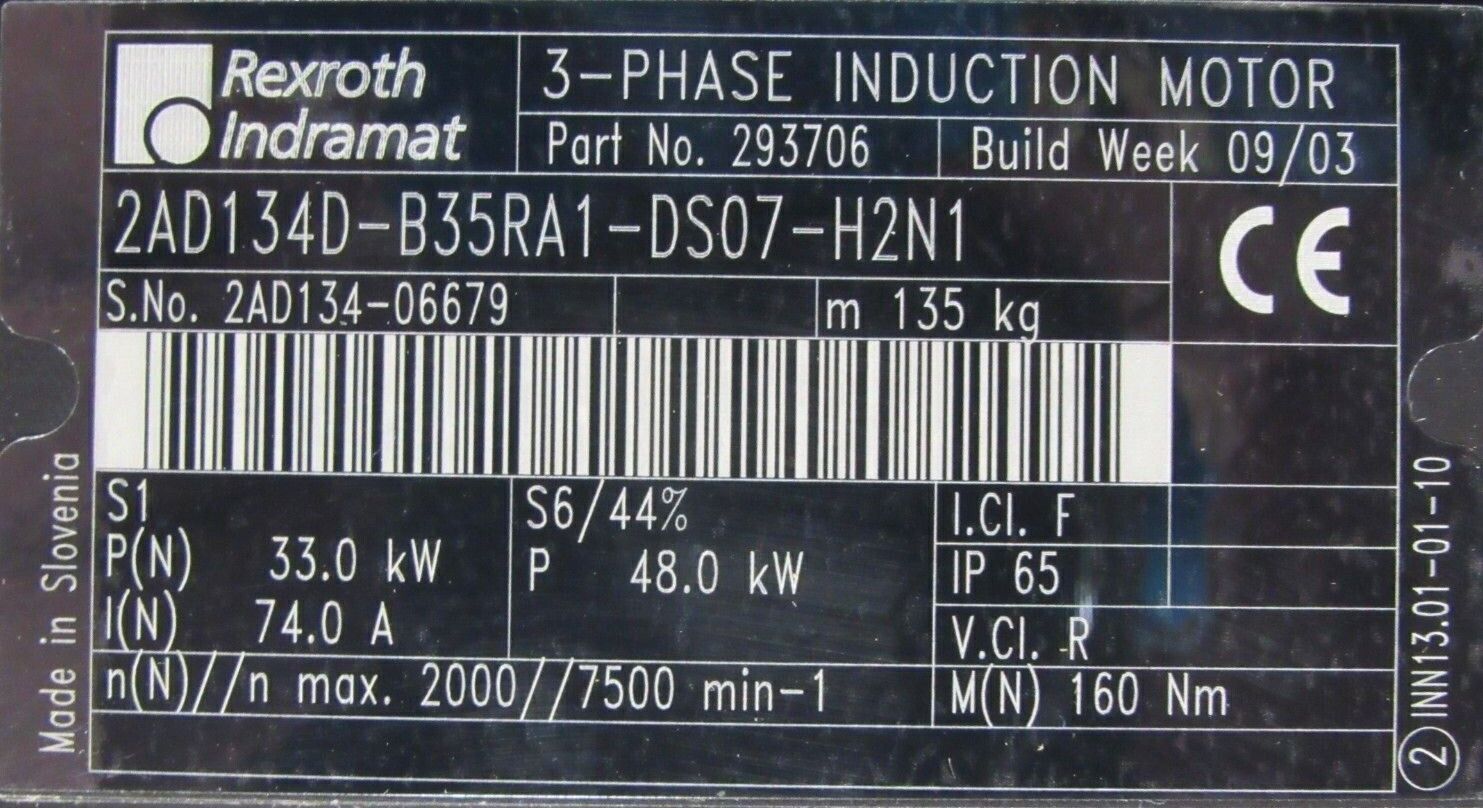 Rexroth
Indramat
3-PHASE INDUCTION MOTOR
Part No. 293706
Build Week 09/03
2AD134D-B35RA1-DS07-H2N1
CE
S.No. 2AD134-06679
m 135 kg
S1
P(N) 33.0 kW
I(N) 74.0 A
S6/44%
P 48.0 kW
I.Cl. F
IP 65
V.Cl. R
n(N)//n max. 2000//7500 min-1
M(N) 160 Nm
Made in Slovenia
2 INN13.01-01-10